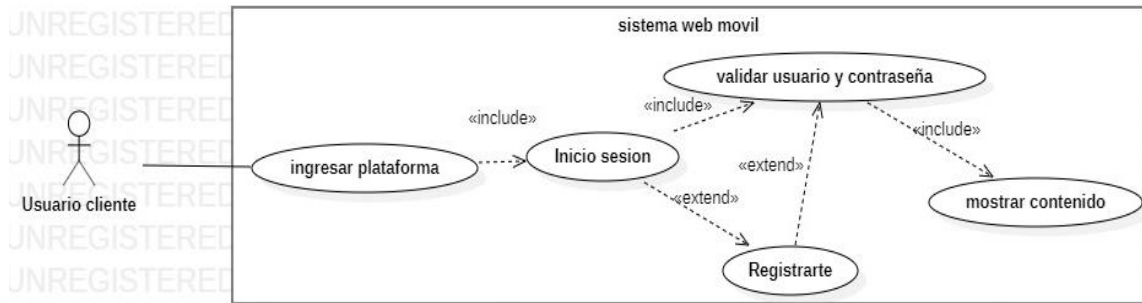 UNREGISTERED
sistema web movil
UNREGISTERED
validar usuario y contraseña
UNREGISTERED
«include»
«include»
UNREGISTERED
«include»
Inicio sesion
«extend»
ingresar plataforma
UNREGISTERED
Usuario cliente
«extend»
mostrar contenido
UNREGISTERED
UNREGISTERED
Registrarte
UNREGISTERED